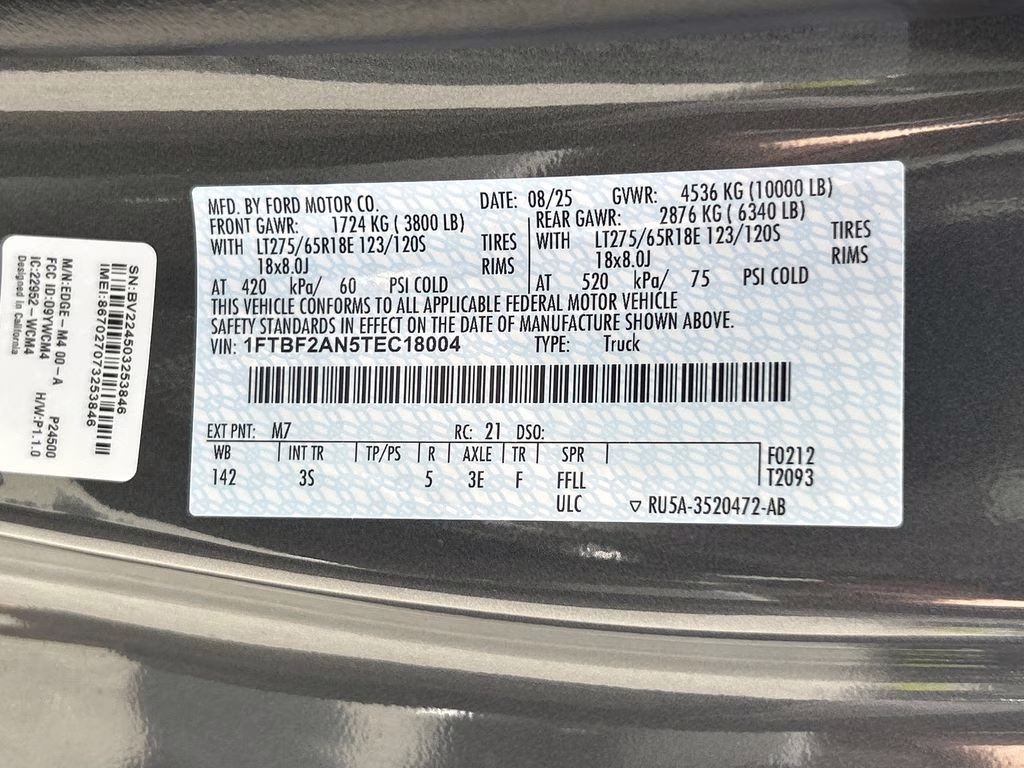 MFD. BY FORD MOTOR CO. DATE: 08/25 GVWR: 4536 KG (10000 LB)
FRONT GAWR: 1724 KG ( 3800 LB) REAR GAWR: 2876 KG ( 6340 LB)
WITH LT275/65R18E 123/120S TIRES WITH LT275/65R18E 123/120S TIRES
18x8.0J RIMS 18x8.0J RIMS
AT 420 kPa/ 60 PSI COLD AT 520 kPa/ 75 PSI COLD
THIS VEHICLE CONFORMS TO ALL APPLICABLE FEDERAL MOTOR VEHICLE
SAFETY STANDARDS IN EFFECT ON THE DATE OF MANUFACTURE SHOWN ABOVE.
VIN: 1FTBF2AN5TEC18004 TYPE: Truck
EXT PNT: M7 RC: 21 DSO:
WB INT TR TP/PS R AXLE TR SPR F0212
142 3S 5 3E F FFLL T2093
ULC ▽ RU5A-3520472-AB
SN:BV224503253846
IMEI:867027073253846
M/N:EDGE-M4 00-A P24500
FCC ID:09YWCM4 H/W:P1.1.0
IC:22952-WCM4
Designed in California